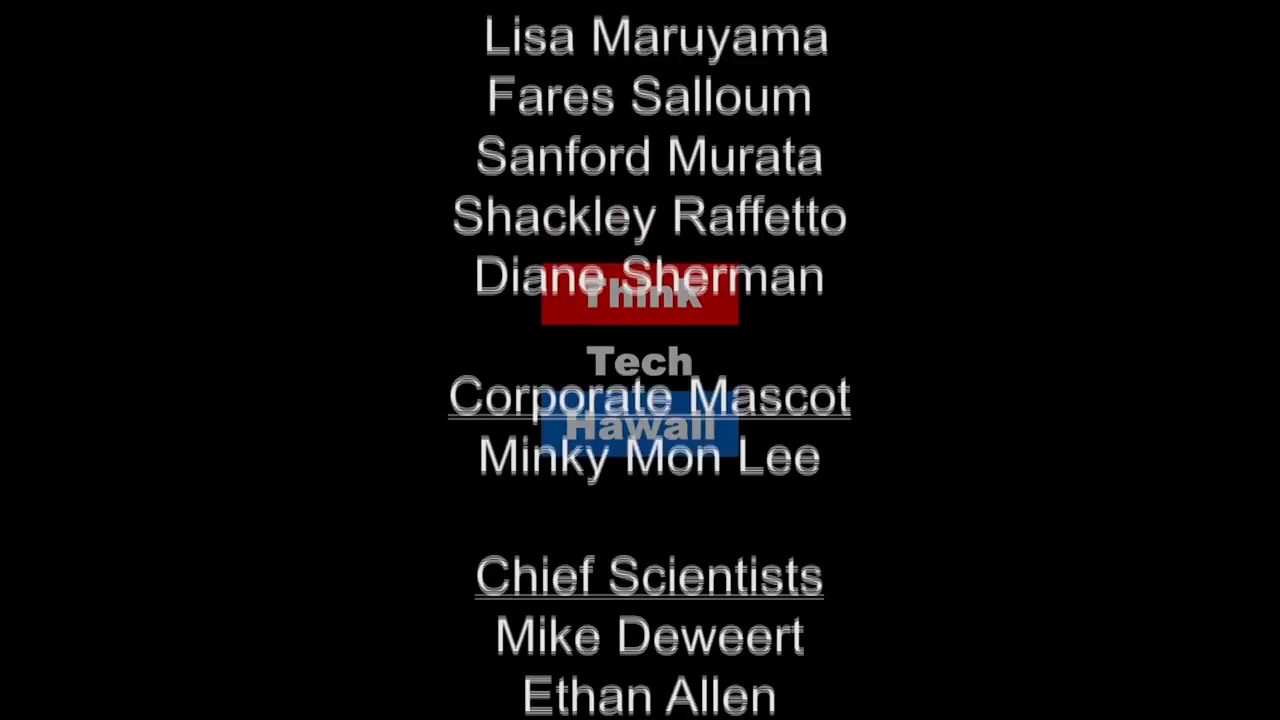 Lisa Maruyama
Fares Salloum
Sanford Murata
Shackley Raffetto
Diane Sherman
Think
Tech
Corporate Mascot
Hawaii
Minky Mon Lee
Chief Scientists
Mike Deweert
Ethan Allen